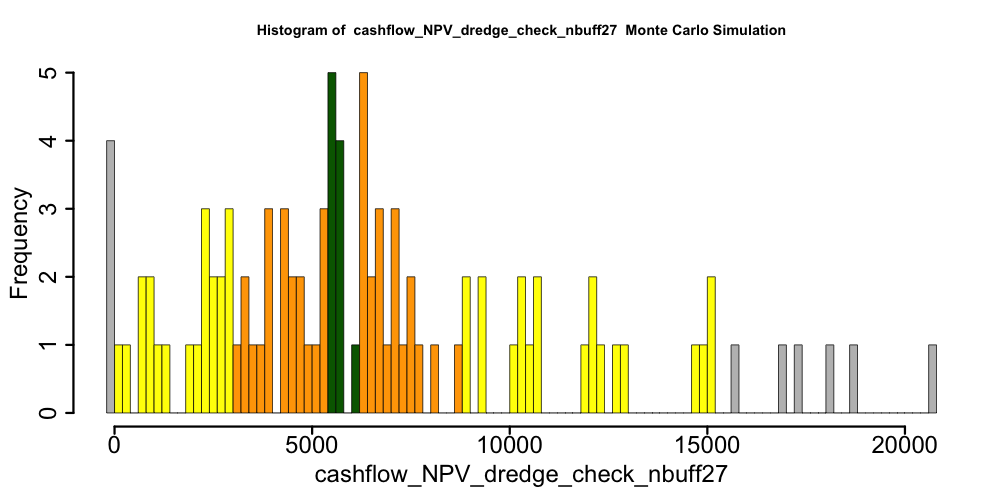 Histogram of  cashflow_NPV_dredge_check_nbuff27  Monte Carlo Simulation
Frequency
5
4
3
2
1
0
0 5000 10000 15000 20000
cashflow_NPV_dredge_check_nbuff27